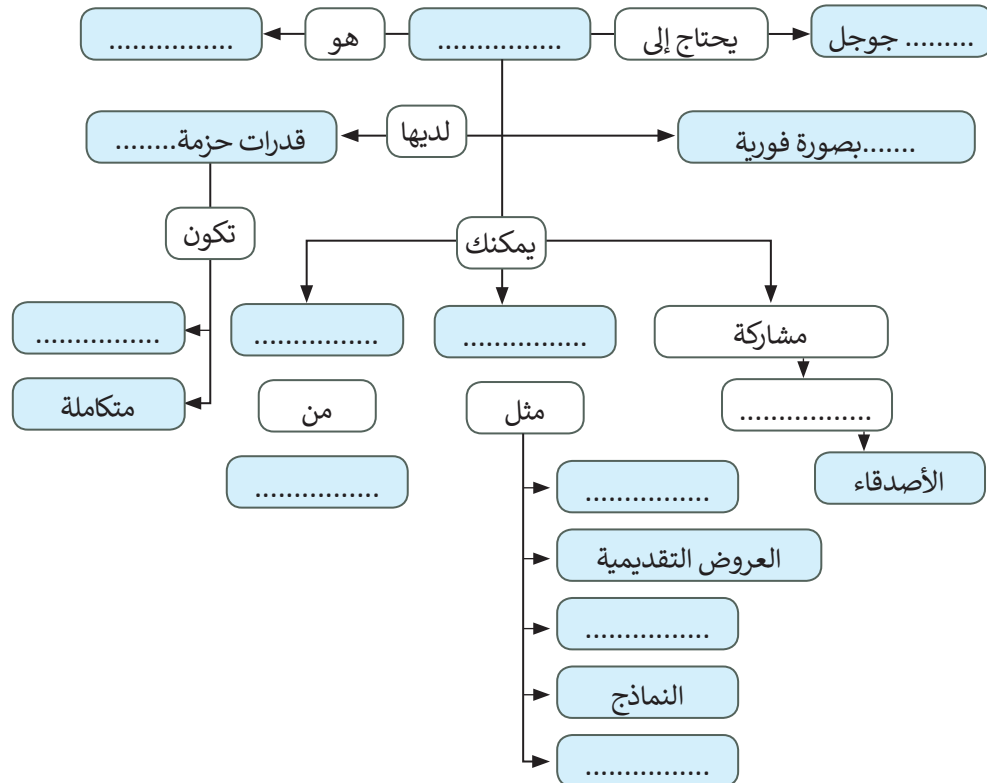 ......... جوجل
يحتاج إلى
................
هو
................
.......بصورة فورية
لديها
قدرات حزمة........
تكون
يمكنك
................
متكاملة
مشاركة
.................
الأصدقاء
................
مثل
................
العروض التقديمية
................
النماذج
................
................
من
................